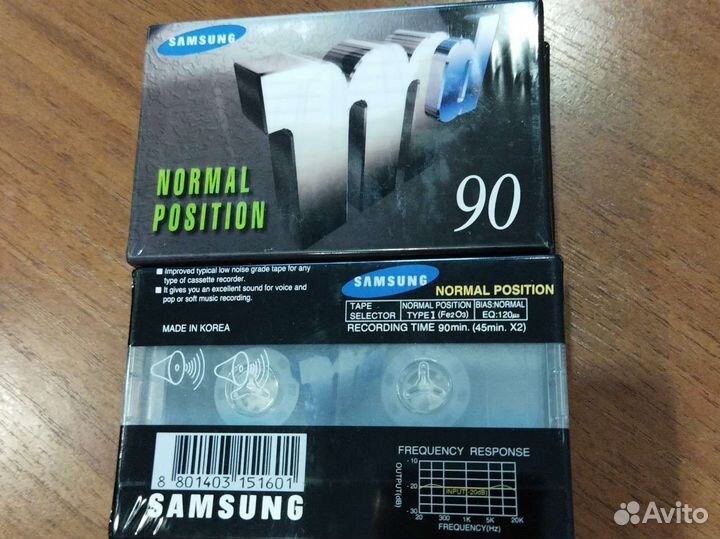 SAMSUNG
NORMAL
POSITION
90
Improved typical low noise grade tape for any
type of cassette recorder.
It gives you an excellent sound for voice and
pop or soft music recording.
MADE IN KOREA
SAMSUNG NORMAL POSITION
TAPE SELECTOR NORMAL POSITION TYPE I (Fe2O3) BIAS:NORMAL EQ:120μs
RECORDING TIME 90min. (45min. X2)
8 801403 151601
SAMSUNG
FREQUENCY RESPONSE
OUTPUT(dB)
-10
-20
-30
INPUT(-20dB)
20 300 1K 5K 20K
FREQUENCY(Hz)
Avito